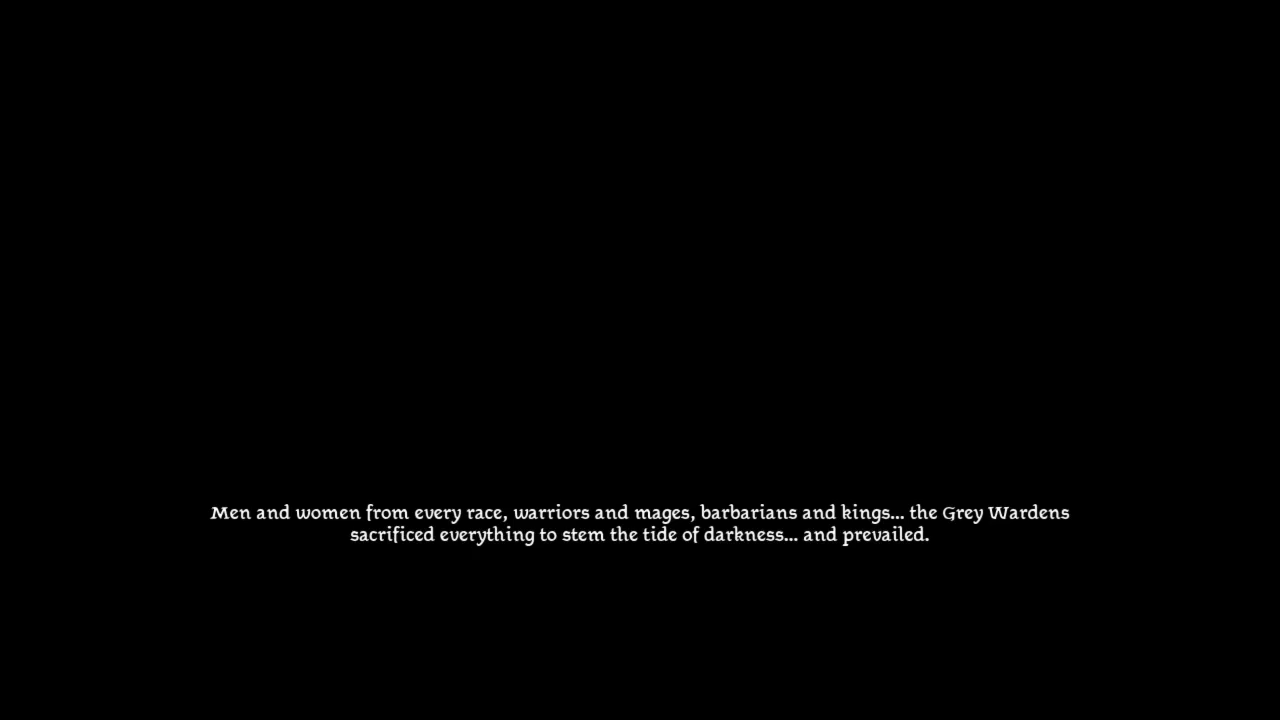 Men and women from every race, warriors and mages, barbarians and kings... the Grey Wardens
sacrificed everything to stem the tide of darkness... and prevailed.